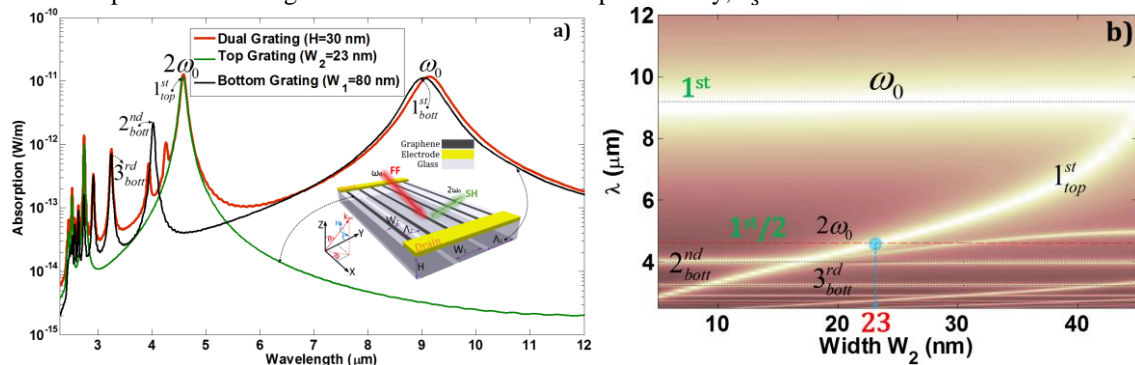 a)
10⁻¹⁰
10⁻¹¹
10⁻¹²
10⁻¹³
10⁻¹⁴
10⁻¹⁵
Absorption (W/m)
Dual Grating (H=30 nm)
Top Grating (W₂=23 nm)
Bottom Grating (W₁=80 nm)
2ω₀
1ˢᵗ top
2ⁿᵈ bott
3ʳᵈ bott
ω₀
1ˢᵗ bott
Graphene
Electrode
Glass
ω₀
FF
2ω₀
SH
Drain
W₂
Λ₂
W₁
Λ₁
H
Z
Y
X
3 4 5 6 7 8 9 10 11 12
Wavelength (μm)
b)
12
10
8
6
4
λ (μm)
1ˢᵗ
ω₀
1ˢᵗ top
1ˢᵗ/2
2ω₀
2ⁿᵈ bott
3ʳᵈ bott
10 20 23 30 40
Width W₂ (nm)